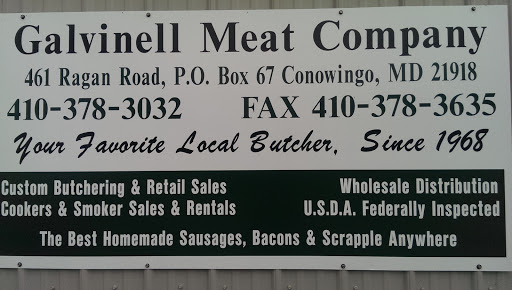 Galvinell Meat Company
461 Ragan Road, P.O. Box 67 Conowingo, MD 21918
410-378-3032 FAX 410-378-3635
Your Favorite Local Butcher, Since 1968
Custom Butchering & Retail Sales Wholesale Distribution
Cookers & Smoker Sales & Rentals U.S.D.A. Federally Inspected
The Best Homemade Sausages, Bacons & Scrapple Anywhere